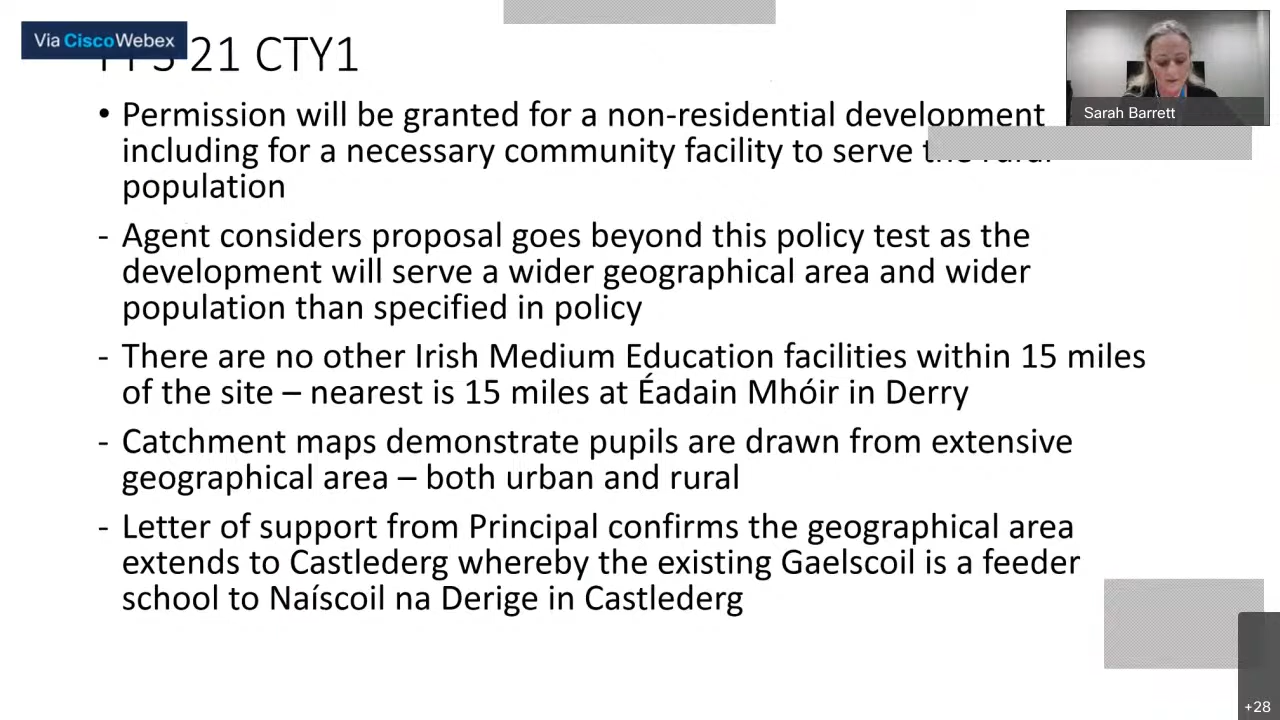 Via Cisco Webex
21 CTY1
• Permission will be granted for a non-residential development
including for a necessary community facility to serve the rural
population
- Agent considers proposal goes beyond this policy test as the
development will serve a wider geographical area and wider
population than specified in policy
- There are no other Irish Medium Education facilities within 15 miles
of the site – nearest is 15 miles at Éadain Mhóir in Derry
- Catchment maps demonstrate pupils are drawn from extensive
geographical area – both urban and rural
- Letter of support from Principal confirms the geographical area
extends to Castlederg whereby the existing Gaelscoil is a feeder
school to Naíscoil na Derige in Castlederg
Sarah Barrett
+28